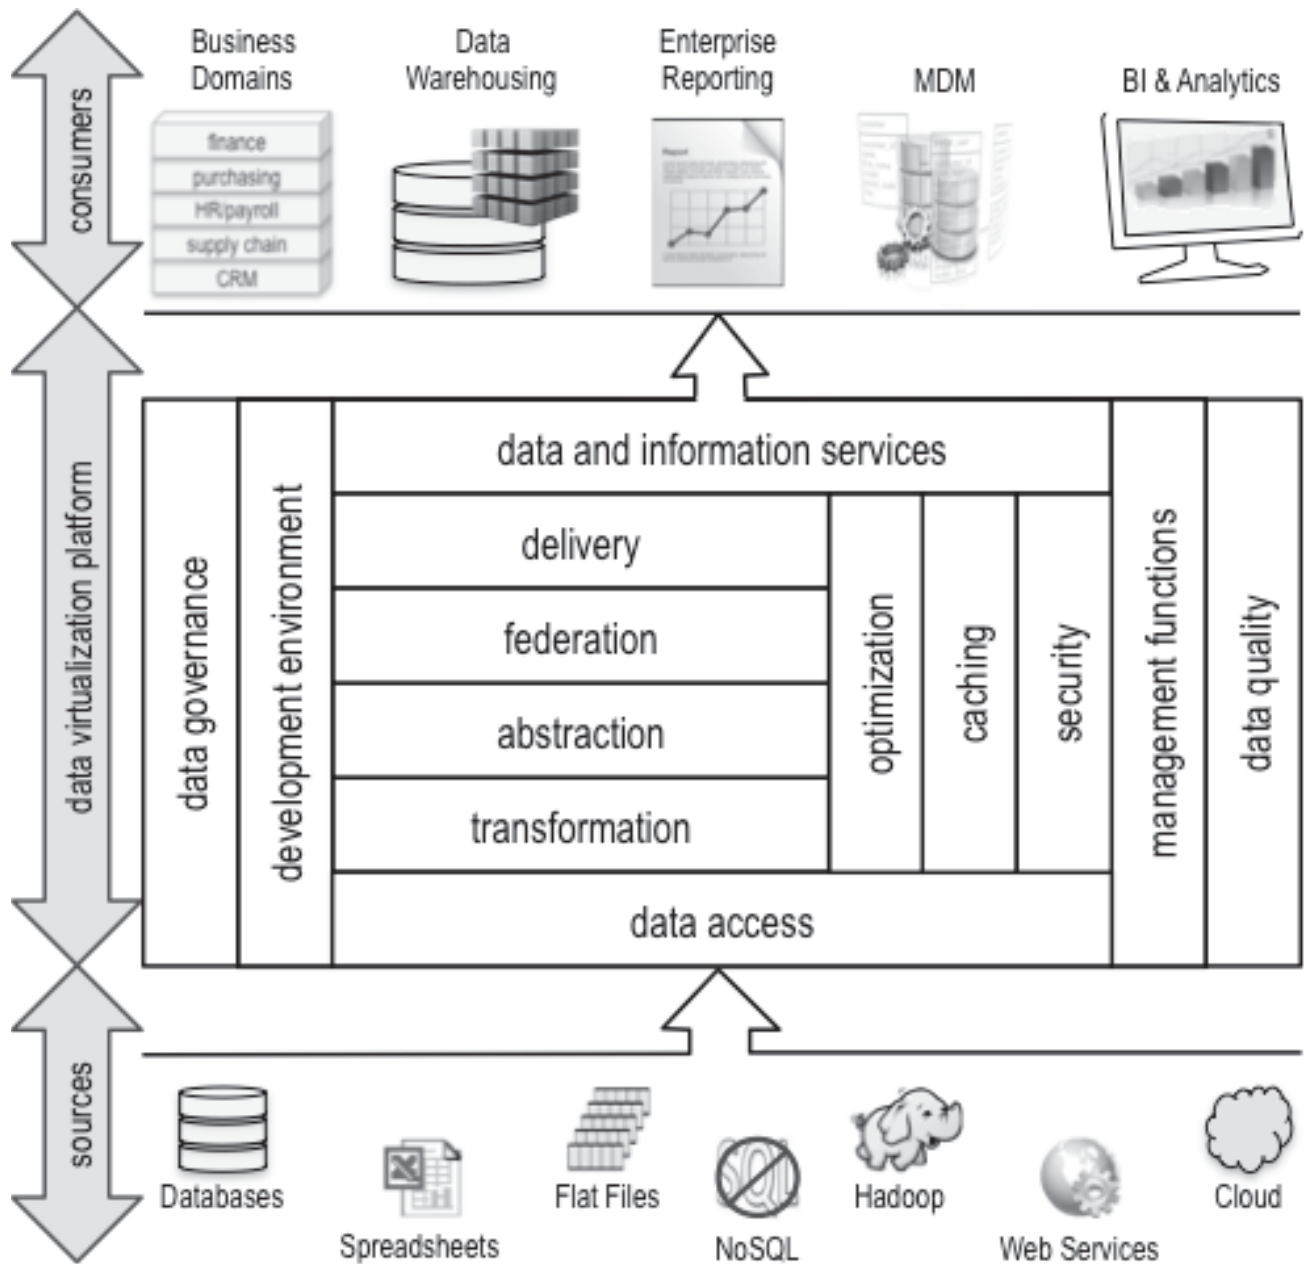 consumers
Business
Domains
Data
Warehousing
Enterprise
Reporting
MDM
BI & Analytics
finance
purchasing
HR/payroll
supply chain
CRM
Report
data virtualization platform
data governance
development environment
data and information services
delivery
federation
abstraction
transformation
optimization
caching
security
data access
management functions
data quality
sources
Databases
Spreadsheets
Flat Files
SQL
NoSQL
Hadoop
Web Services
Cloud